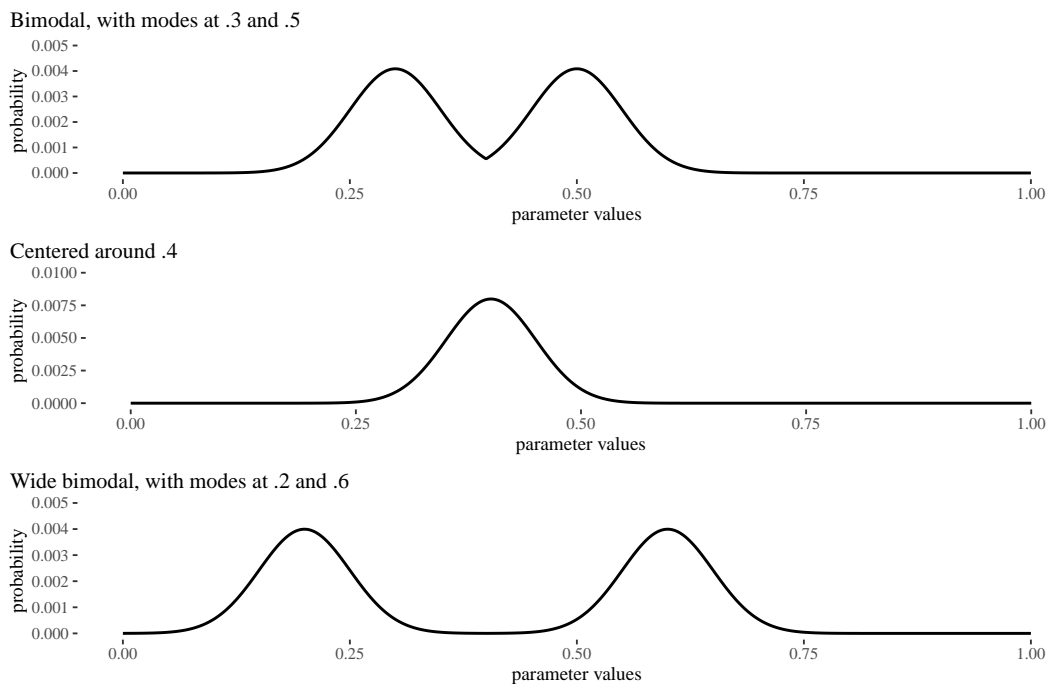 Bimodal, with modes at .3 and .5
0.005
0.004
0.003
0.002
0.001
0.000
probability
0.00 0.25 0.50 0.75 1.00
parameter values
Centered around .4
0.0100
0.0075
0.0050
0.0025
0.0000
probability
0.00 0.25 0.50 0.75 1.00
parameter values
Wide bimodal, with modes at .2 and .6
0.005
0.004
0.003
0.002
0.001
0.000
probability
0.00 0.25 0.50 0.75 1.00
parameter values